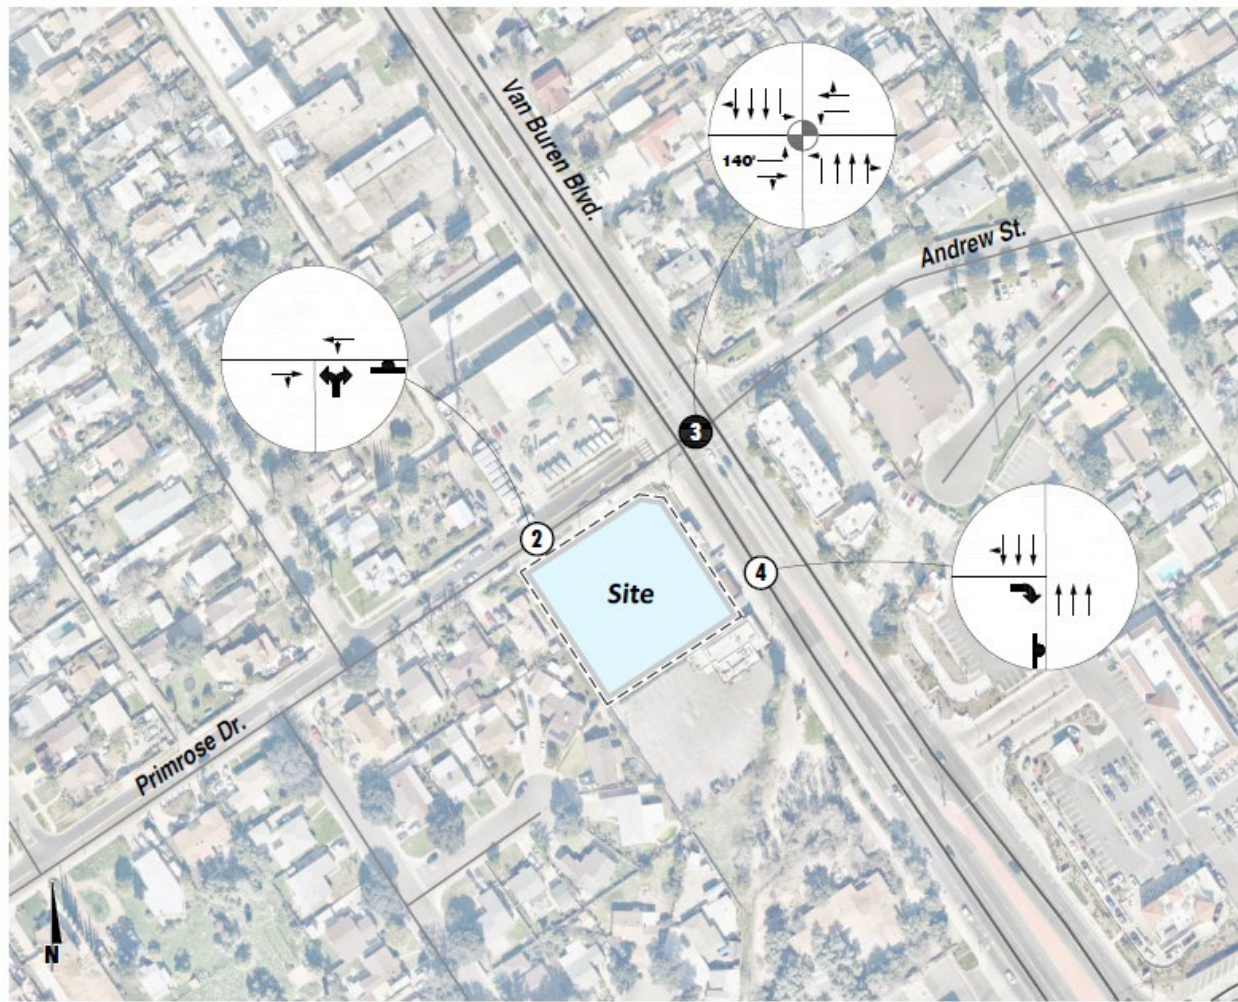 Van Buren Blvd.
140'
Andrew St.
3
2
4
Site
Primrose Dr.
N